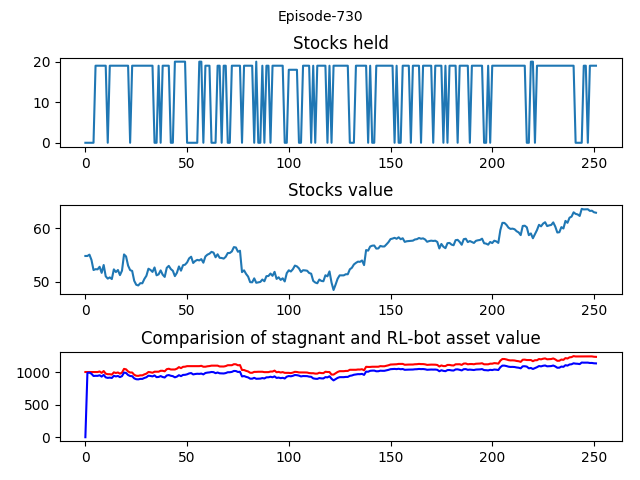 Episode-730
Stocks held
20
10
0
0 50 100 150 200 250
Stocks value
60
50
0 50 100 150 200 250
Comparision of stagnant and RL-bot asset value
1000
500
0
0 50 100 150 200 250